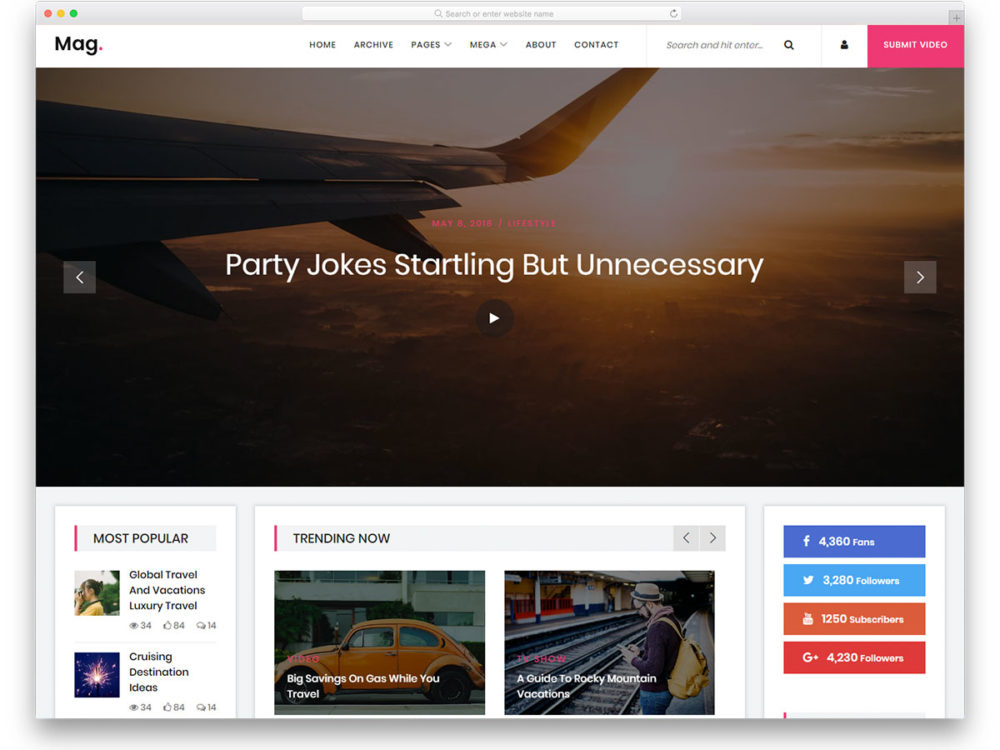 Search or enter website name
Mag.
HOME ARCHIVE PAGES MEGA ABOUT CONTACT
Search and hit enter...
SUBMIT VIDEO
MAY 8, 2018 / LIFESTYLE
Party Jokes Startling But Unnecessary
MOST POPULAR
Global Travel
And Vacations
Luxury Travel
34 84 14
Cruising
Destination
Ideas
34 84 14
TRENDING NOW
VIDEO
Big Savings On Gas While You
Travel
TV SHOW
A Guide To Rocky Mountain
Vacations
4,360 Fans
3,280 Followers
1250 Subscribers
G+ 4,230 Followers